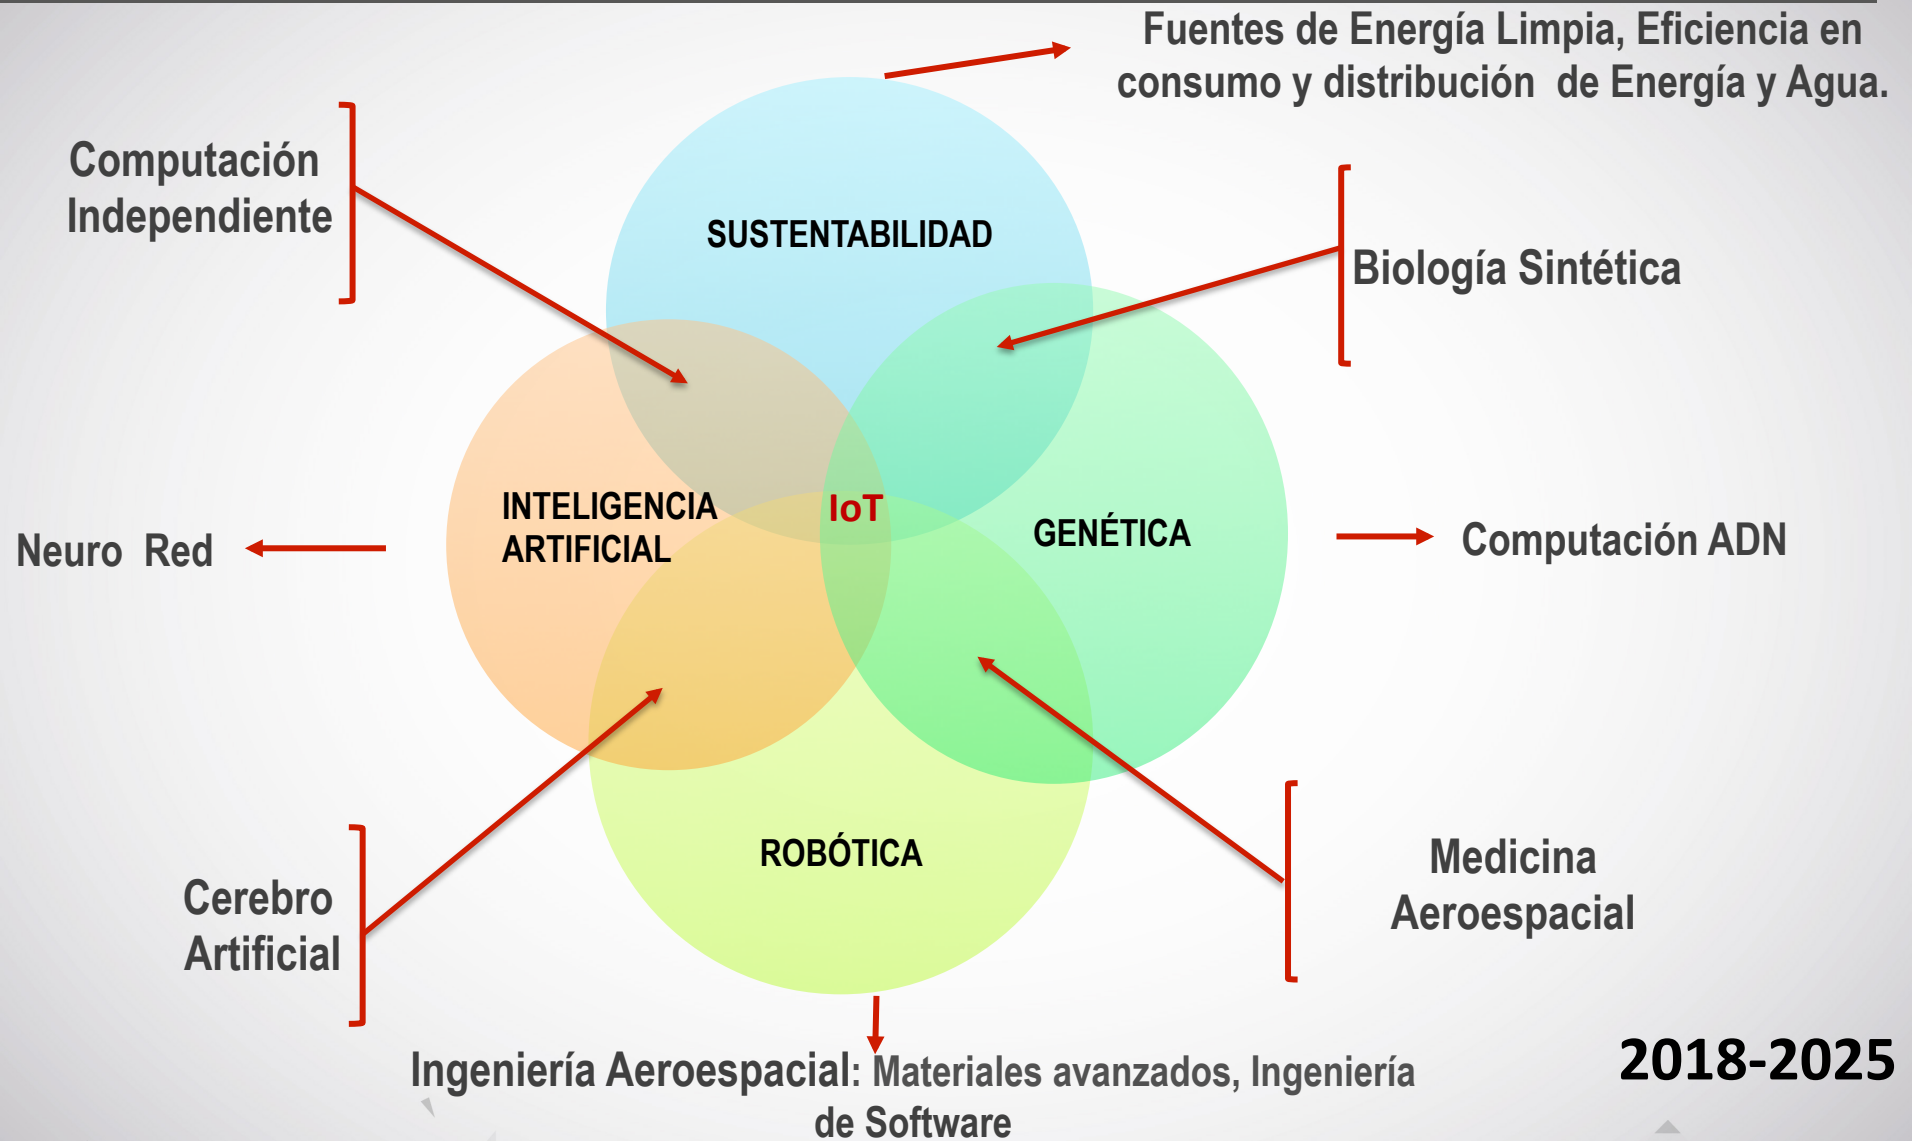 Fuentes de Energía Limpia, Eficiencia en
consumo y distribución  de Energía y Agua.
Computación
Independiente
SUSTENTABILIDAD
Biología Sintética
INTELIGENCIA
ARTIFICIAL
IoT
GENÉTICA
Neuro  Red
Computación ADN
ROBÓTICA
Cerebro
Artificial
Medicina
Aeroespacial
Ingeniería Aeroespacial: Materiales avanzados, Ingeniería
de Software
2018-2025